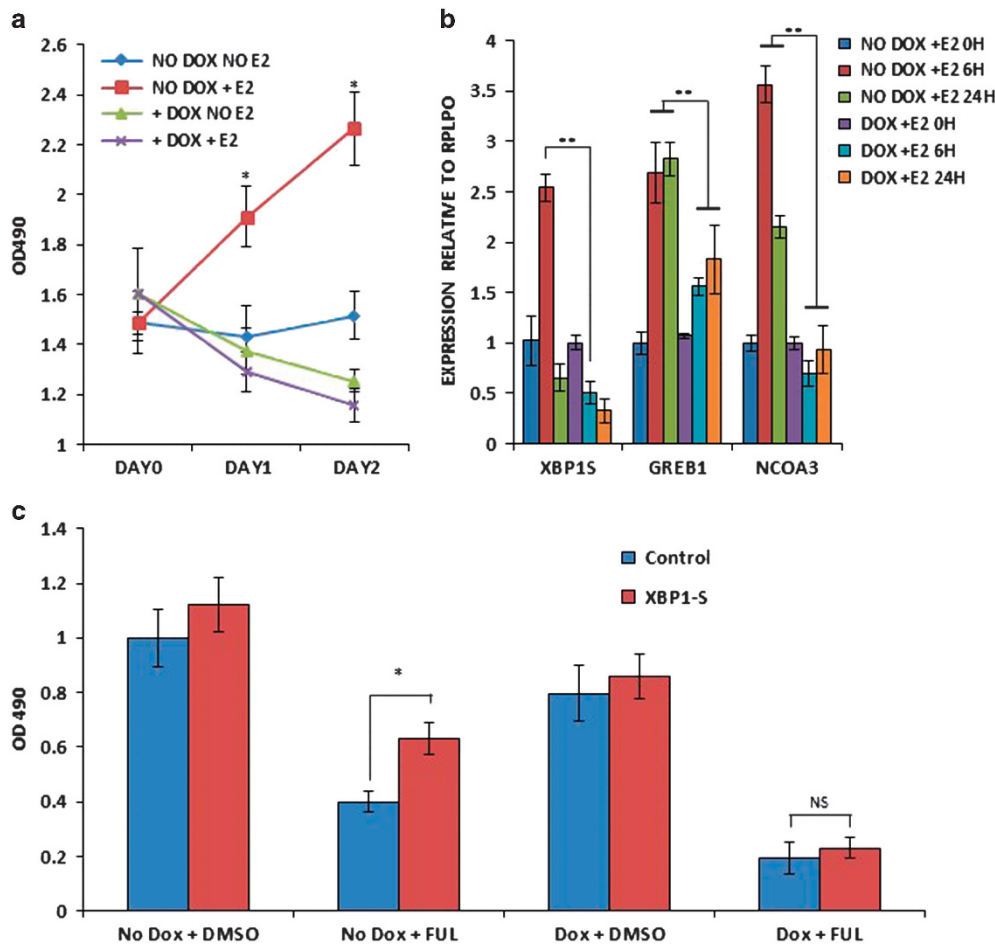 a
2.6
2.4
2.2
2
1.8
1.6
1.4
1.2
1
OD490
NO DOX NO E2
NO DOX + E2
+ DOX NO E2
+ DOX + E2
*
*
DAY0 DAY1 DAY2
b
4
3.5
3
2.5
2
1.5
1
0.5
0
EXPRESSION RELATIVE TO RPLPO
**
**
**
NO DOX +E2 0H
NO DOX +E2 6H
NO DOX +E2 24H
DOX +E2 0H
DOX +E2 6H
DOX +E2 24H
XBP1S GREB1 NCOA3
c
1.4
1.2
1
0.8
0.6
0.4
0.2
0
OD 490
Control
XBP1-S
*
NS
No Dox + DMSO No Dox + FUL Dox + DMSO Dox + FUL